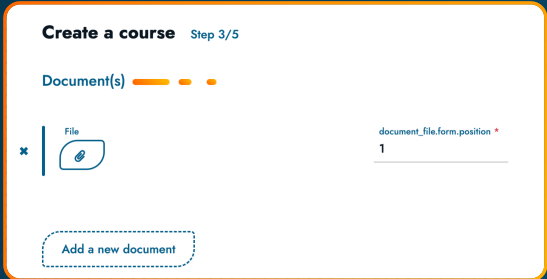 Create a course Step 3/5
Document(s)
File
document_file.form.position *
1
Add a new document